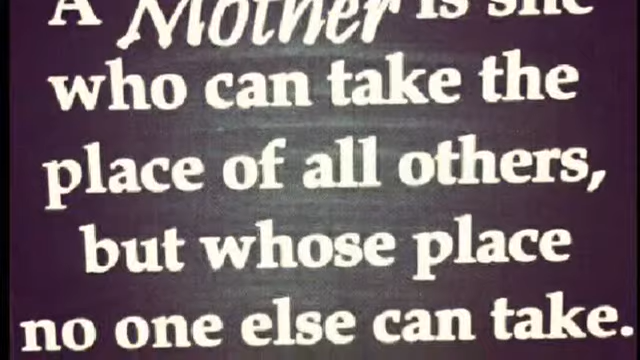 A Mother is she
who can take the
place of all others,
but whose place
no one else can take.